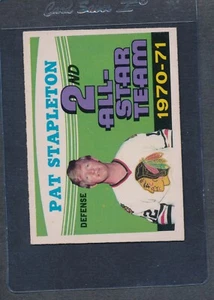 PAT STAPLETON
DEFENSE
2ND
ALL-
STAR
TEAM
1970-71